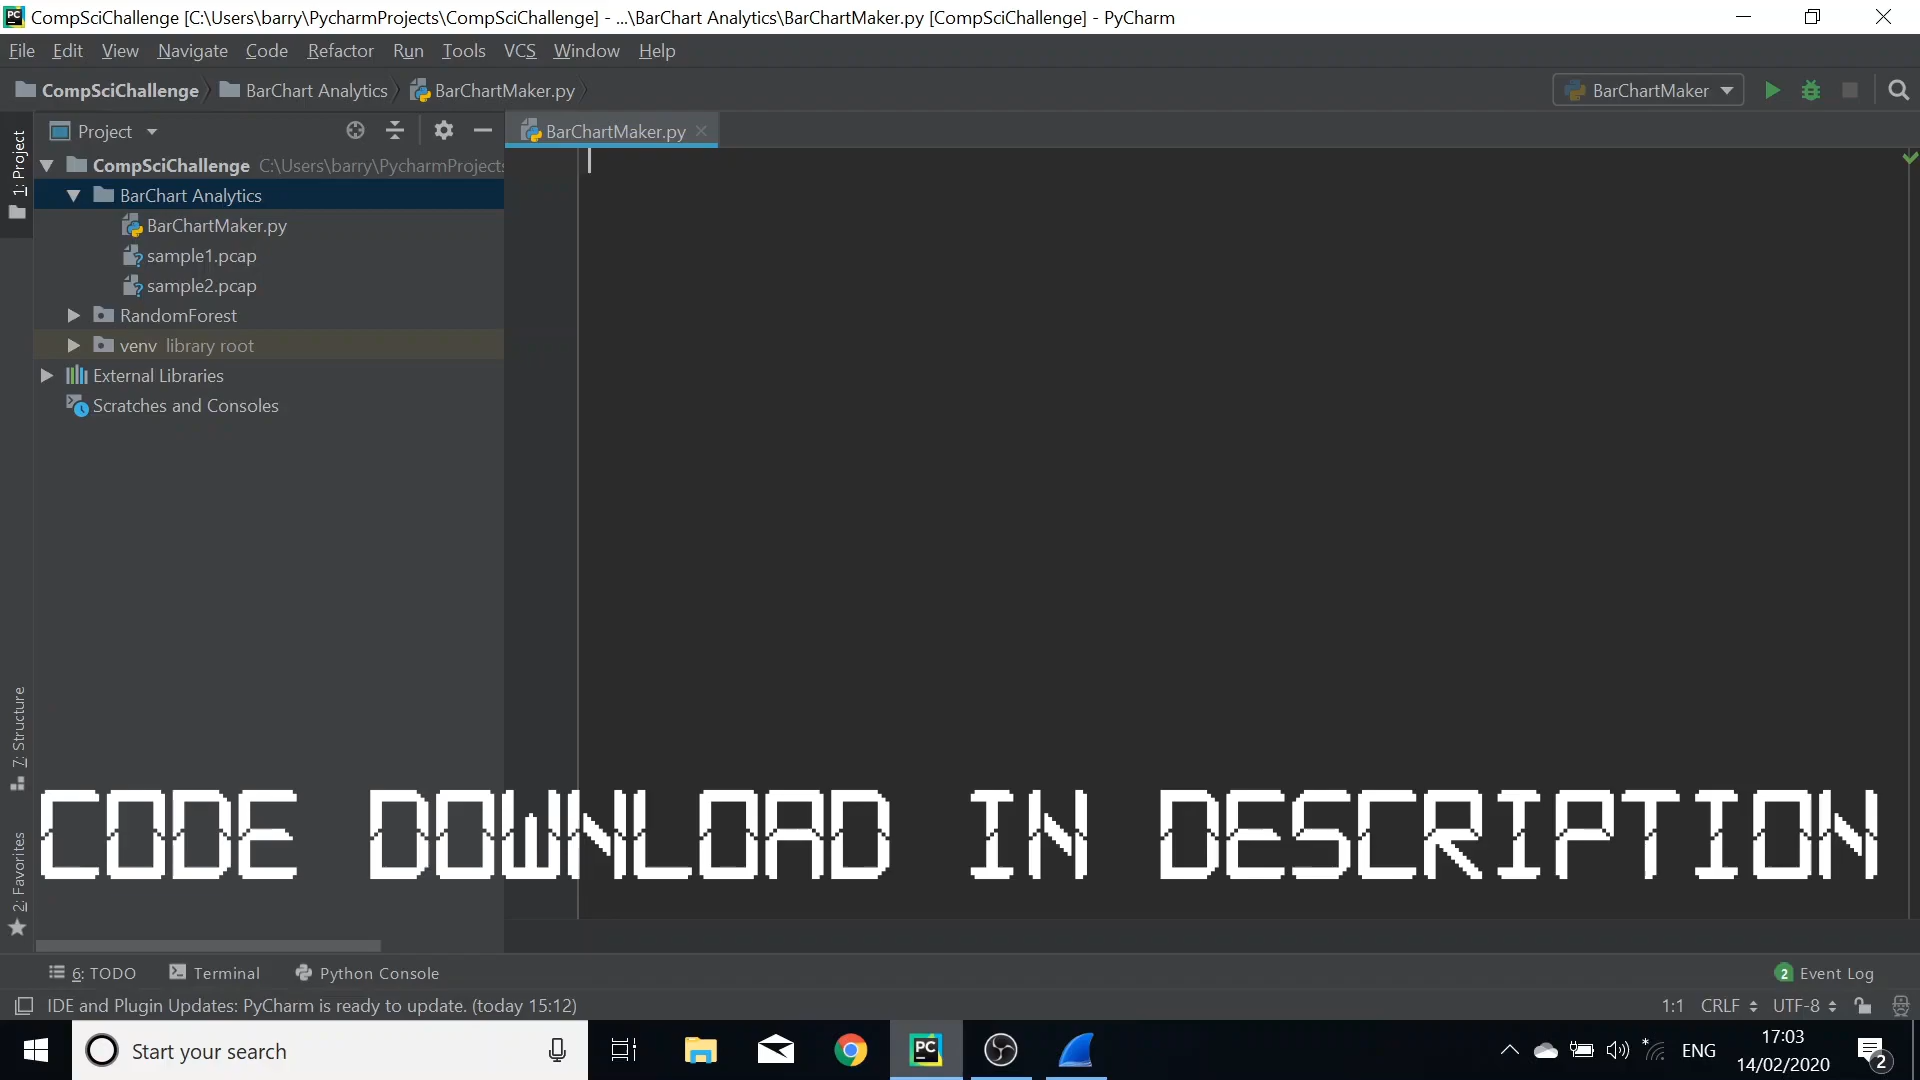 CompSciChallenge [C:\Users\barry\PycharmProjects\CompSciChallenge] - ...\BarChart Analytics\BarChartMaker.py [CompSciChallenge] - PyCharm
File Edit View Navigate Code Refactor Run Tools VCS Window Help
CompSciChallenge BarChart Analytics BarChartMaker.py BarChartMaker
1: Project
Project
BarChartMaker.py
CompSciChallenge C:\Users\barry\PycharmProjects
BarChart Analytics
BarChartMaker.py
sample1.pcap
sample2.pcap
RandomForest
venv library root
External Libraries
Scratches and Consoles
7: Structure
2: Favorites
CODE DOWNLOAD IN DESCRIPTION
6: TODO Terminal Python Console 2 Event Log
IDE and Plugin Updates: PyCharm is ready to update. (today 15:12) 1:1 CRLF UTF-8
Start your search
PC
ENG
17:03
14/02/2020
2